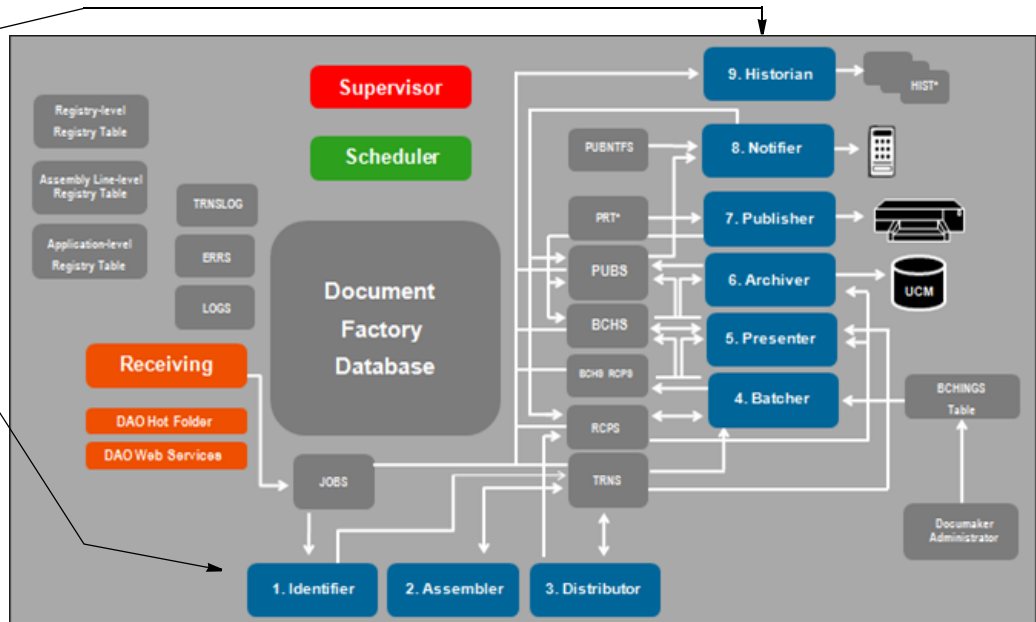 Supervisor
Scheduler
Registry-level
Registry Table
Assembly Line-level
Registry Table
Application-level
Registry Table
TRNSLOG
ERRS
LOGS
Document
Factory
Database
Receiving
DAO Hot Folder
DAO Web Services
JOBS
1. Identifier
2. Assembler
3. Distributor
PUBNTFS
PRT*
PUBS
BCHS
BCHS RCPS
RCPS
TRNS
9. Historian
8. Notifier
7. Publisher
6. Archiver
5. Presenter
4. Batcher
HIST*
UCM
BCHINGS
Table
Documaker
Administrator